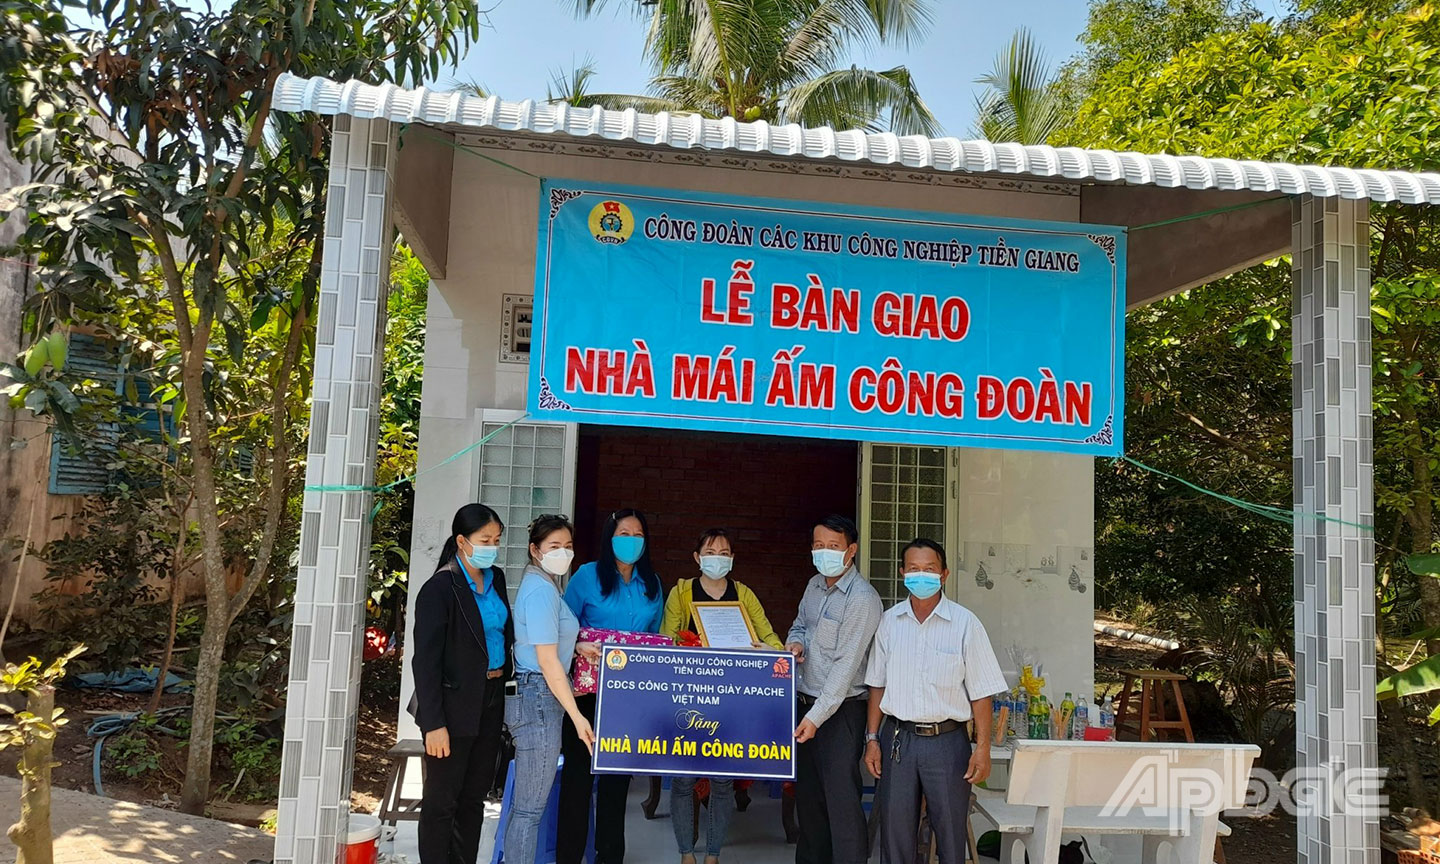 CÔNG ĐOÀN CÁC KHU CÔNG NGHIỆP TIỀN GIANG
LỄ BÀN GIAO
NHÀ MÁI ẤM CÔNG ĐOÀN
CÔNG ĐOÀN KHU CÔNG NGHIỆP
TIỀN GIANG
APACHE
CĐCS CÔNG TY TNHH GIÀY APACHE
VIỆT NAM
Tặng
NHÀ MÁI ẤM CÔNG ĐOÀN
Apbắc